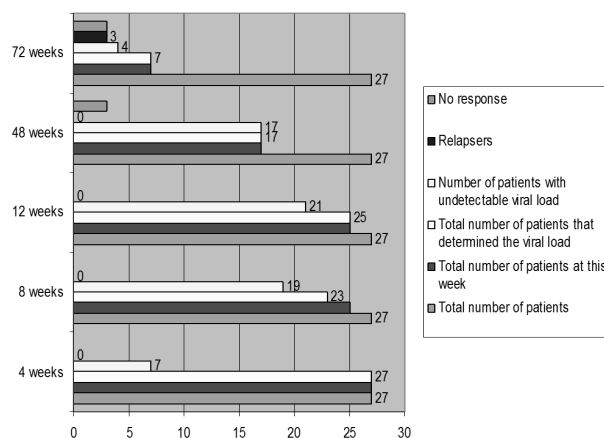 72 weeks
3
4
7
27
48 weeks
0
17
17
27
12 weeks
0
21
25
27
8 weeks
0
19
23
27
4 weeks
0
7
27
27
0 5 10 15 20 25 30
No response
Relapsers
Number of patients with
undetectable viral load
Total number of patients that
determined the viral load
Total number of patients at this
week
Total number of patients